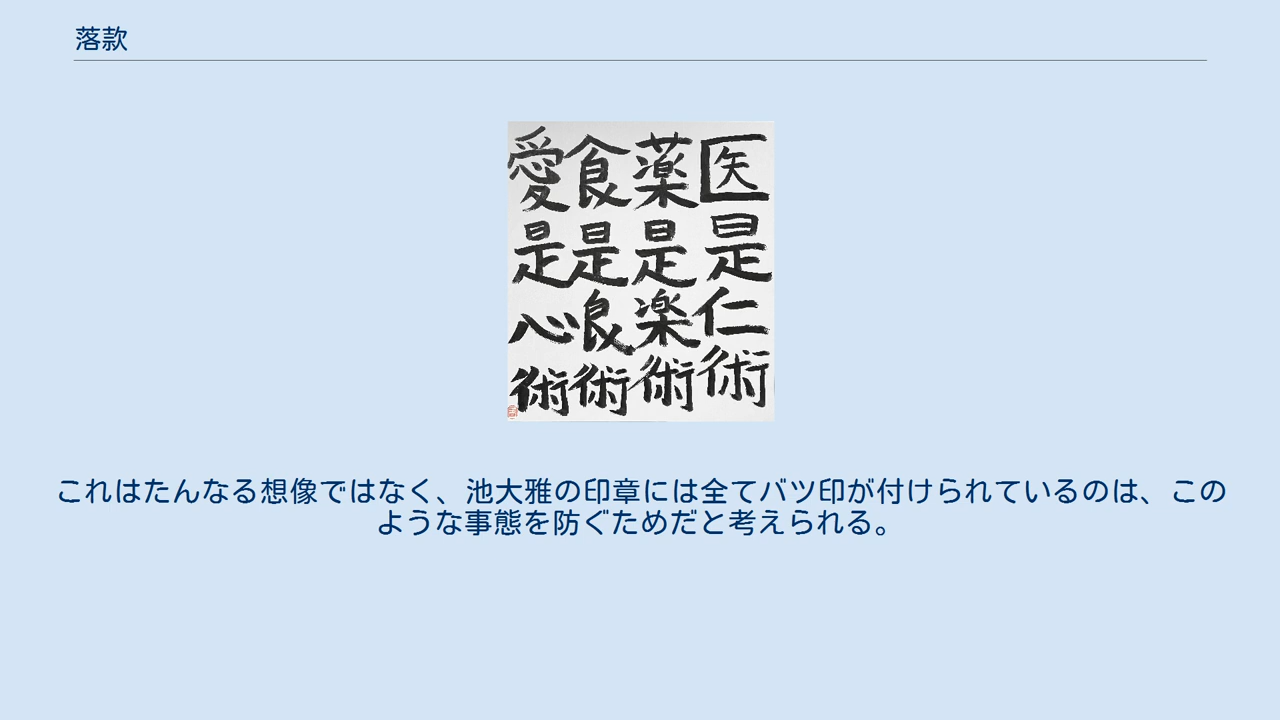 落款
医是仁術
薬是楽術
食是良術
愛是心術
これはたんなる想像ではなく、池大雅の印章には全てバツ印が付けられているのは、この
ような事態を防ぐためだと考えられる。